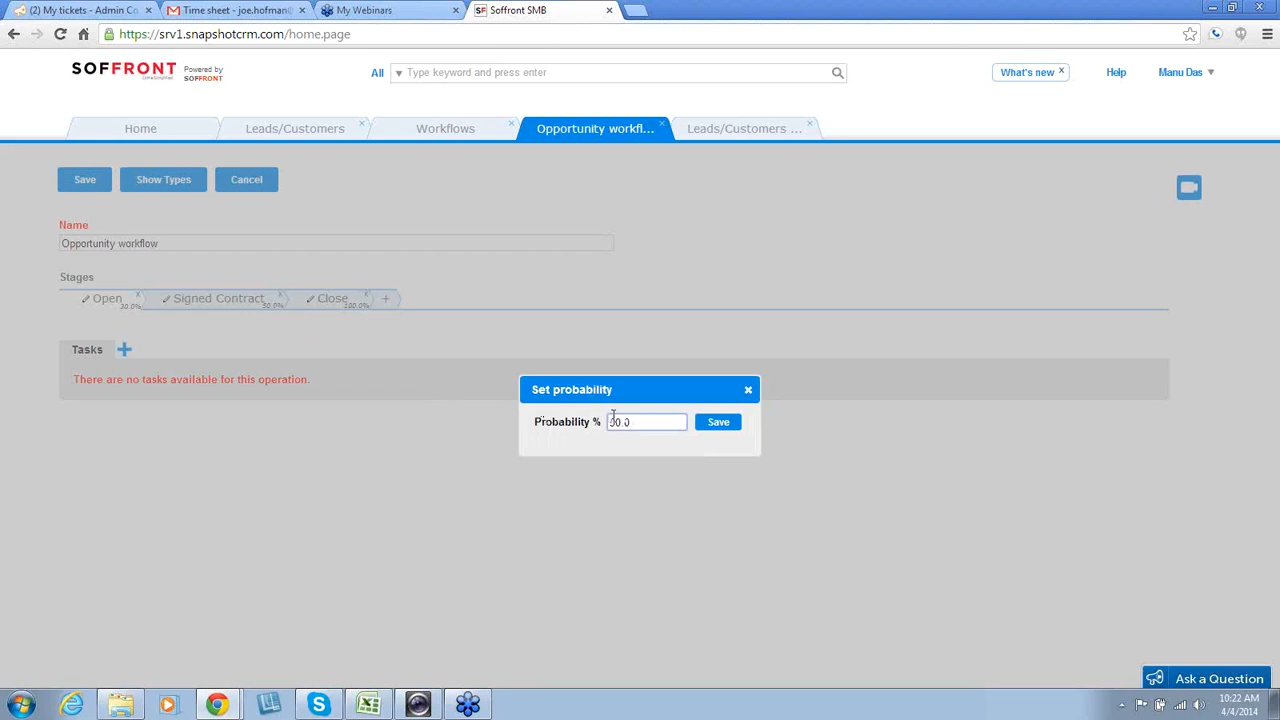 (2) My tickets - Admin Co
Time sheet - joe.hofman@
My Webinars
Soffront SMB
https://srv1.snapshotcrm.com/home.page
SOFFRONT
Powered by
SOFFRONT
All
Type keyword and press enter
What's new x
Help
Manu Das
Home
Leads/Customers
Workflows
Opportunity workfl...
Leads/Customers ...
Save
Show Types
Cancel
Name
Opportunity workflow
Stages
Open
30.0%
Signed Contract
50.0%
Close
100.0%
+
Tasks
There are no tasks available for this operation.
Set probability
Probability %
Save
Ask a Question
10:22 AM
4/4/2014